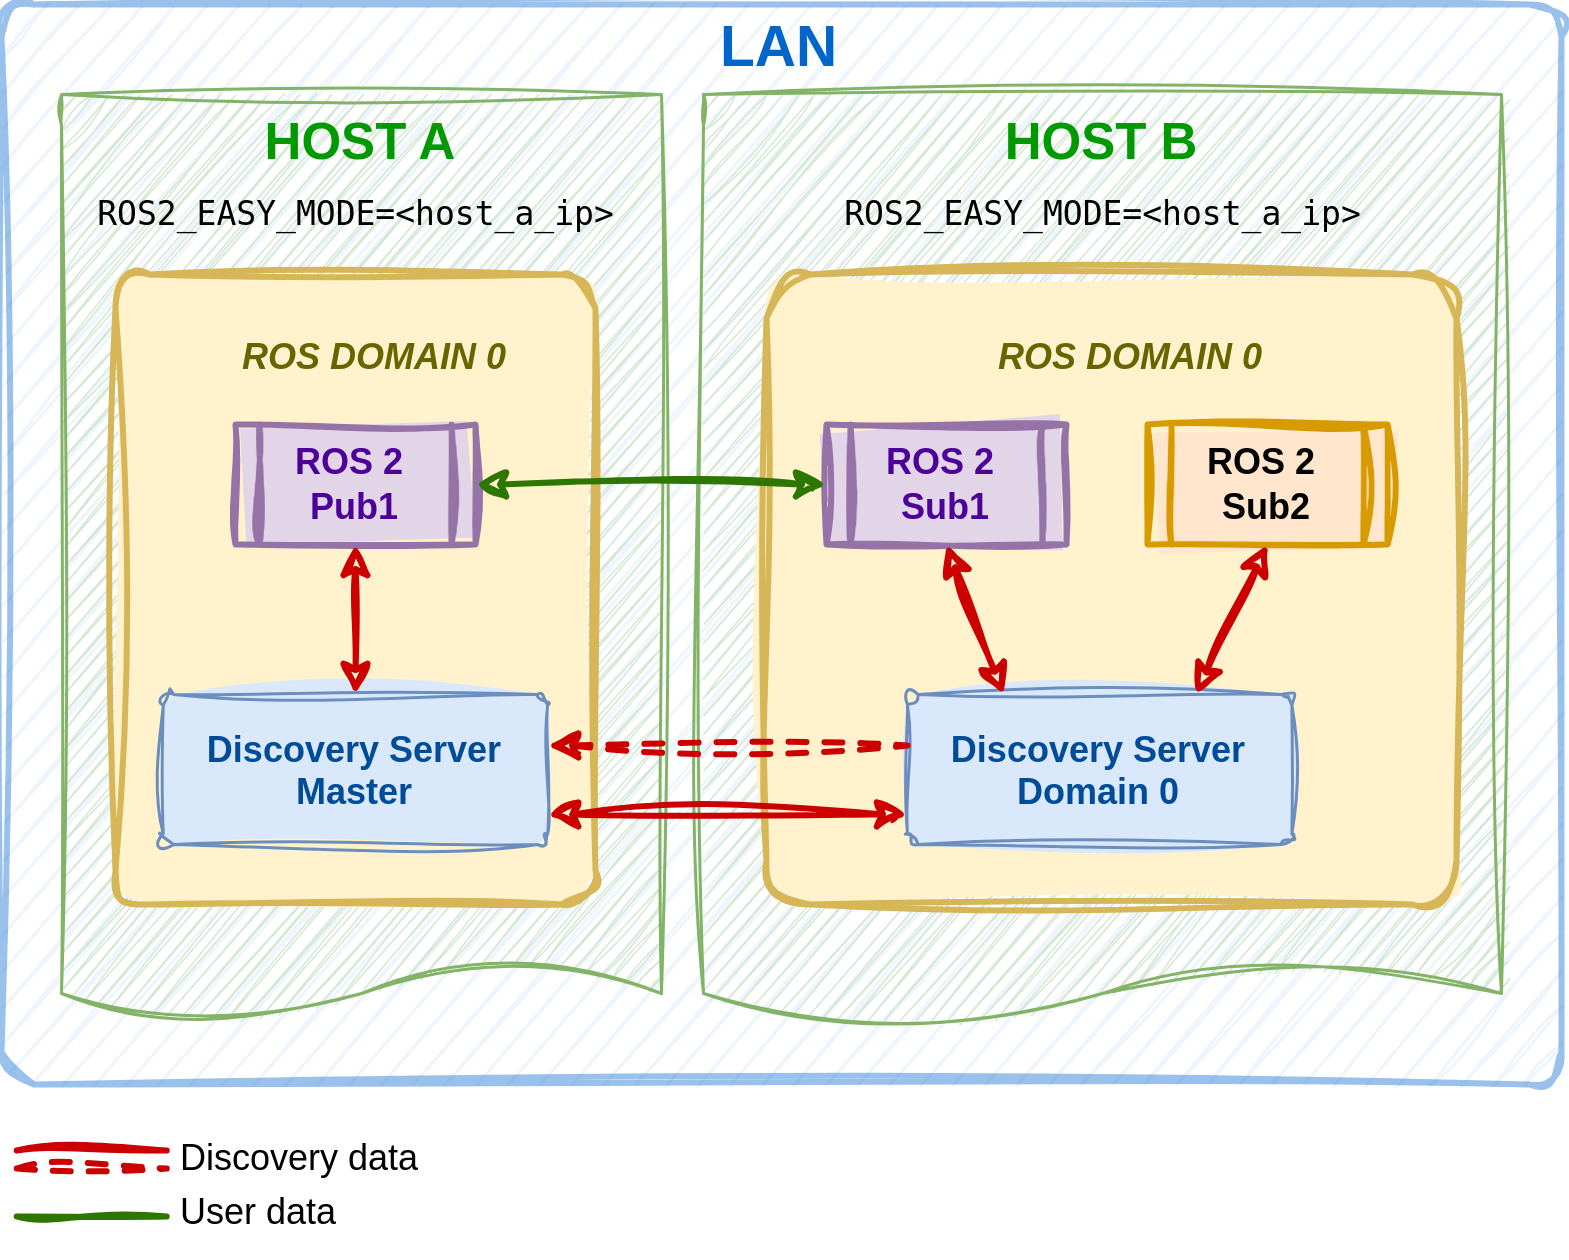 LAN
HOST A
ROS2_EASY_MODE=<host_a_ip>
ROS DOMAIN 0
ROS 2
Pub1
Discovery Server
Master
HOST B
ROS2_EASY_MODE=<host_a_ip>
ROS DOMAIN 0
ROS 2
Sub1
ROS 2
Sub2
Discovery Server
Domain 0
Discovery data
User data